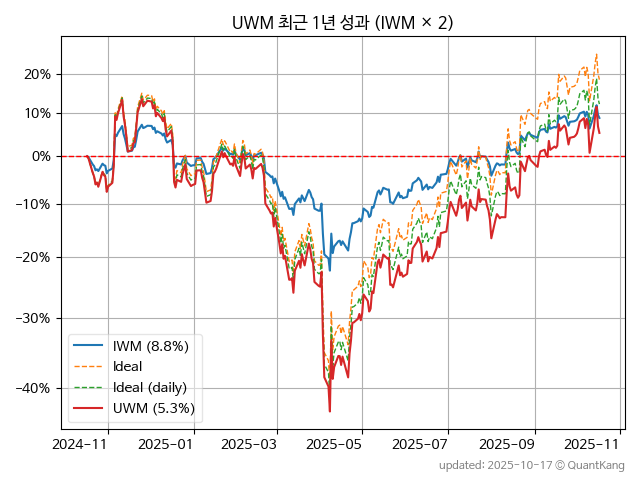 UWM 최근 1년 성과 (IWM × 2)
20%
10%
0%
−10%
−20%
−30%
−40%
IWM (8.8%)
Ideal
Ideal (daily)
UWM (5.3%)
2024−11 2025−01 2025−03 2025−05 2025−07 2025−09 2025−11
updated: 2025-10-17 © QuantKang